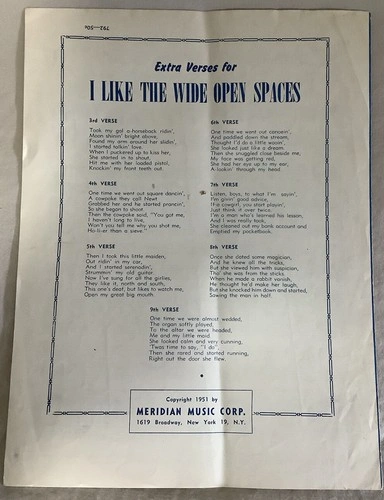 792—50s
Extra Verses for
I LIKE THE WIDE OPEN SPACES
3rd VERSE
Took my gal a-horseback ridin',
Moon shinin' bright above,
Found my arm around her slidin',
I started talkin' love.
When I puckered up to kiss her,
She started in to shout,
Hit me with her loaded pistol,
Knockin' my front teeth out.
4th VERSE
One time we went out square dancin',
A cowpoke they call Next
Grabbed her and he started prancin',
So she began to shoot.
Then the cowpoke said, "You got me,
I haven't long to live,
Won't you tell me why you shot me,
Ho-li-er than a sieve."
5th VERSE
Then I took this little maiden,
Out ridin' in my car,
And I started serenadin',
Strummin' my old guitar.
Now I've sung for all the girlies,
They like it, north and south,
This one's deaf, but likes to watch me,
Open my great big mouth.
6th VERSE
One time we went out canoein',
And paddled down the stream,
Thought I'd do a little wooin',
She looked just like a dream.
Then she snuggled close beside me,
My face was getting red,
She had her eye up to my ear,
A-lookin' through my head.
7th VERSE
Listen, boys, to what I'm sayin',
I'm givin' good advice,
If a cowgirl, you start playin',
Just think it over twice.
I'm a man who's learned his lesson,
And I was really took,
She cleaned out my bank account and
Emptied my pocketbook.
8th VERSE
Once she dated some magician,
And he knew all the tricks,
But she viewed him with suspicion,
Tho' she was from the sticks.
When he made a rabbit vanish,
He thought he'd make her laugh,
But she knocked him down and started,
Sawing the man in half.
9th VERSE
One time we were almost wedded,
The organ softly played,
To the altar we were headed,
Me and my little maid.
She looked calm and very cunning,
'Twas time to say, "I do",
Then she rared and started running,
Right out the door she flew.
Copyright 1951 by
MERIDIAN MUSIC CORP.
1619 Broadway, New York 19, N.Y.